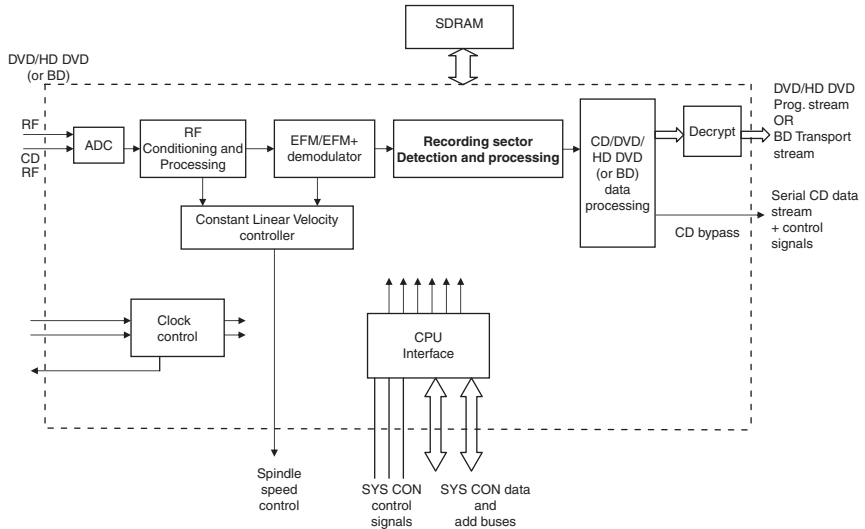 SDRAM
DVD/HD DVD
(or BD)
RF
CD
RF
ADC
RF
Conditioning and
Processing
EFM/EFM+
demodulator
Recording sector
Detection and processing
CD/DVD/
HD DVD
(or BD)
data
processing
Decrypt
DVD/HD DVD
Prog. stream
OR
BD Transport
stream
Constant Linear Velocity
controller
CD bypass
Serial CD data
stream
+ control
signals
Clock
control
CPU
Interface
Spindle
speed
control
SYS CON
control
signals
SYS CON data
and
add buses